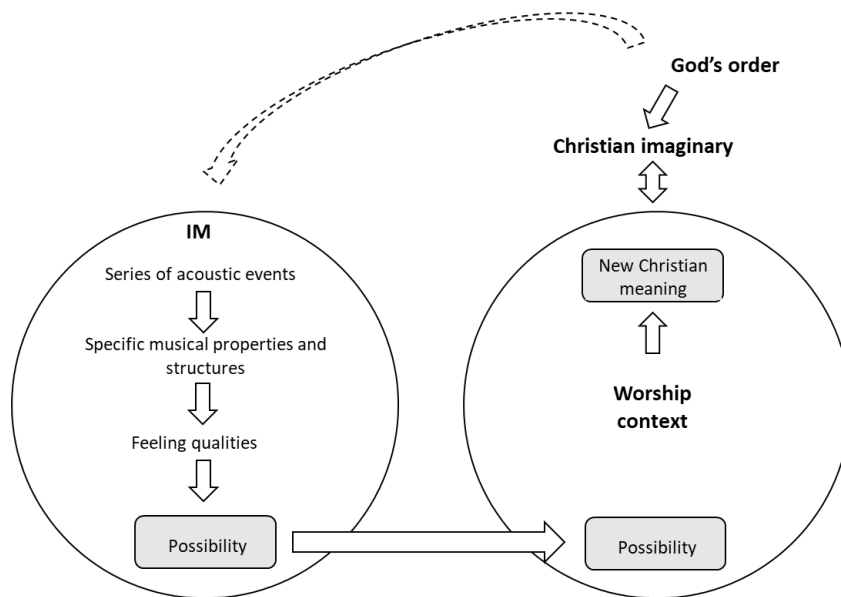 God’s order
Christian imaginary
IM
Series of acoustic events
Specific musical properties and
structures
Feeling qualities
Possibility
New Christian
meaning
Worship
context
Possibility